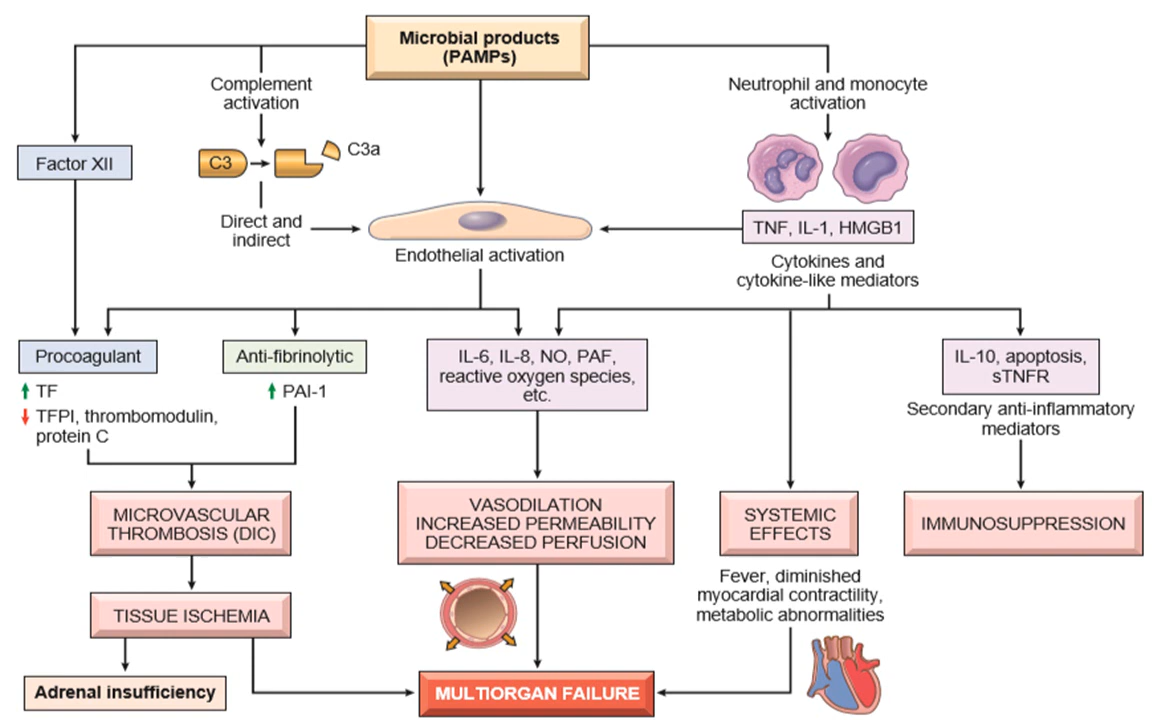 Microbial products
(PAMPs)
Complement
activation
Neutrophil and monocyte
activation
Factor XII
C3
C3a
Direct and
indirect
TNF, IL-1, HMGB1
Endothelial activation
Cytokines and
cytokine-like mediators
Procoagulant
Anti-fibrinolytic
IL-6, IL-8, NO, PAF,
reactive oxygen species,
etc.
IL-10, apoptosis,
sTNFR
TF
TFPI, thrombomodulin,
protein C
PAI-1
Secondary anti-inflammatory
mediators
MICROVASCULAR
THROMBOSIS (DIC)
VASODILATION
INCREASED PERMEABILITY
DECREASED PERFUSION
SYSTEMIC
EFFECTS
IMMUNOSUPPRESSION
Fever, diminished
myocardial contractility,
metabolic abnormalities
TISSUE ISCHEMIA
Adrenal insufficiency
MULTIORGAN FAILURE